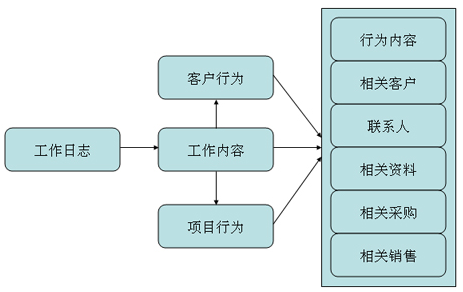 工作日志
客户行为
工作内容
项目行为
行为内容
相关客户
联系人
相关资料
相关采购
相关销售